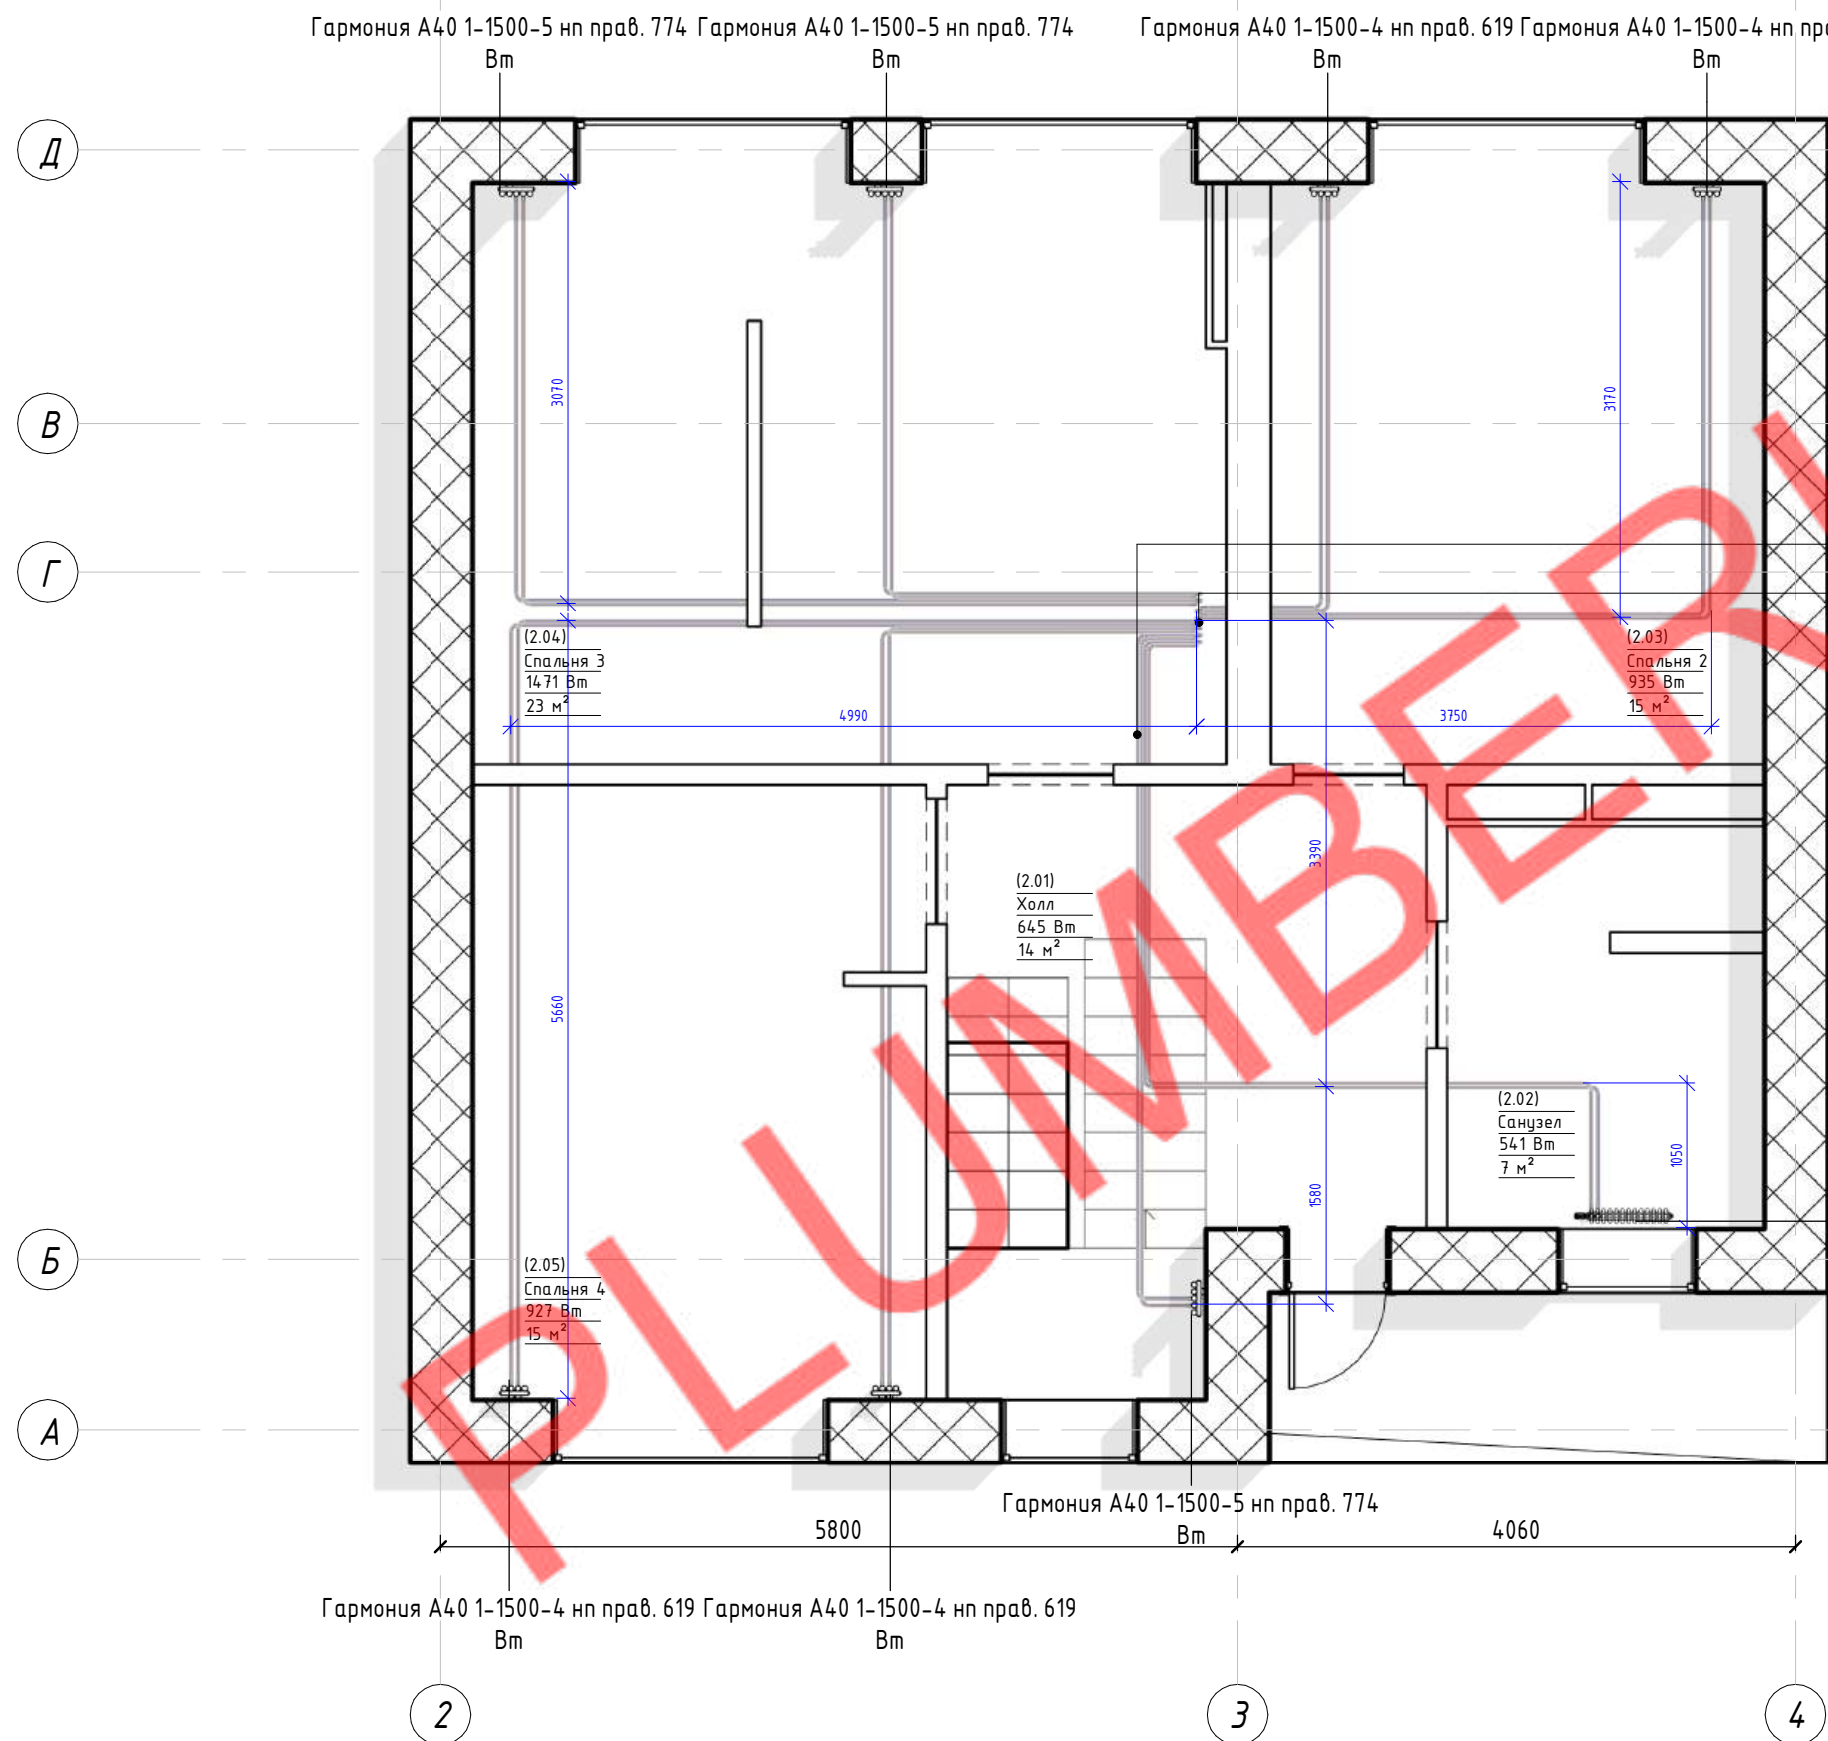 Гармония А40 1-1500-5 нп прав. 774
Вт
Гармония А40 1-1500-5 нп прав. 774
Вт
Гармония А40 1-1500-4 нп прав. 619
Вт
Гармония А40 1-1500-4 нп
Вт
Д
В
Г
Б
А
3070
3170
(2.04)
Спальня 3
1471 Вт
23 м²
(2.03)
Спальня 2
935 Вт
15 м²
4990
3750
3390
(2.01)
Холл
645 Вт
14 м²
5660
(2.02)
Санузел
541 Вт
7 м²
1050
1580
(2.05)
Спальня 4
927 Вт
15 м²
PLUMBER
Гармония А40 1-1500-5 нп прав. 774
Вт
5800
4060
Гармония А40 1-1500-4 нп прав. 619
Вт
Гармония А40 1-1500-4 нп прав. 619
Вт
2
3
4